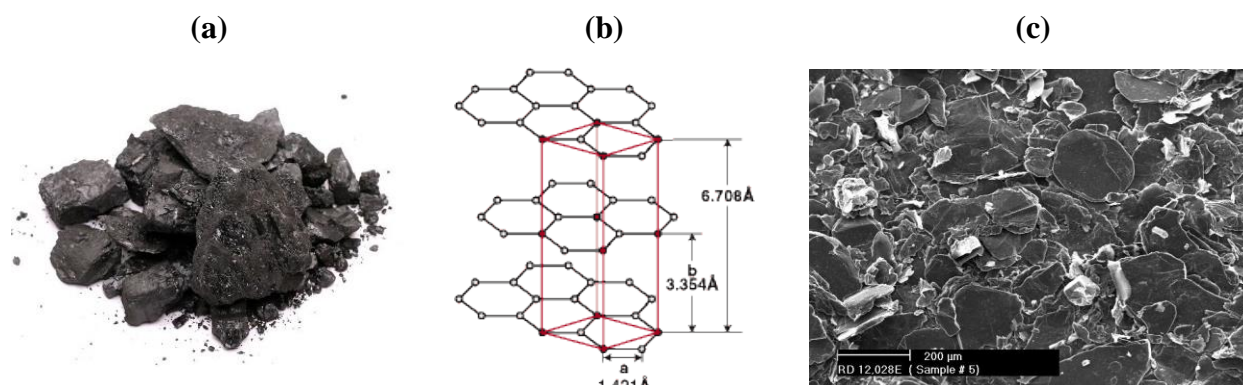 (a)
(b)
(c)
6.708Å
b
3.354Å
a
1.421Å
200 µm
RD 12,028E ( Sample # 5)